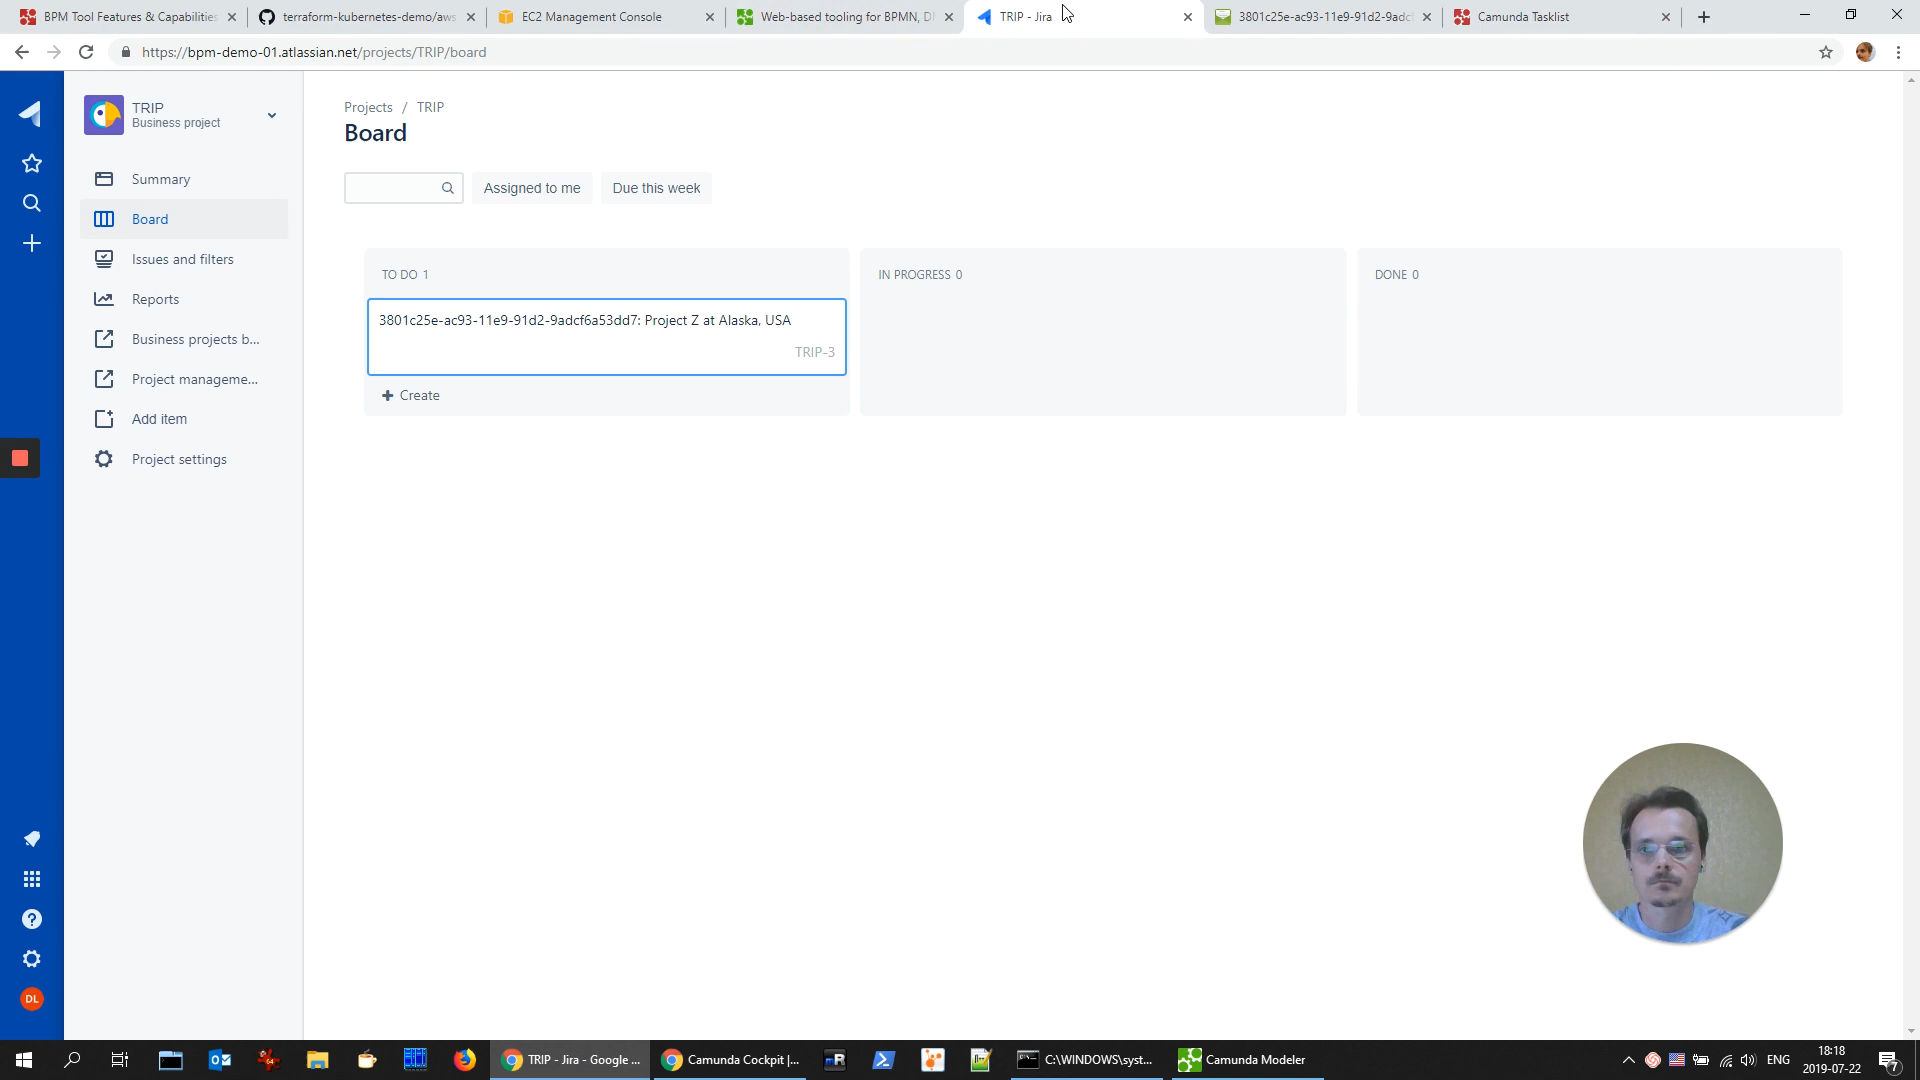 BPM Tool Features & Capabilities
terraform-kubernetes-demo/aws
EC2 Management Console
Web-based tooling for BPMN, D
TRIP - Jira
3801c25e-ac93-11e9-91d2-9adc
Camunda Tasklist
https://bpm-demo-01.atlassian.net/projects/TRIP/board
TRIP
Business project
Summary
Board
Issues and filters
Reports
Business projects b...
Project manageme...
Add item
Project settings
DL
Projects / TRIP
Board
Assigned to me
Due this week
TO DO 1
3801c25e-ac93-11e9-91d2-9adcf6a53dd7: Project Z at Alaska, USA
TRIP-3
Create
IN PROGRESS 0
DONE 0
TRIP - Jira - Google ...
Camunda Cockpit |...
mR
C:\WINDOWS\syst...
Camunda Modeler
ENG
18:18
2019-07-22
7